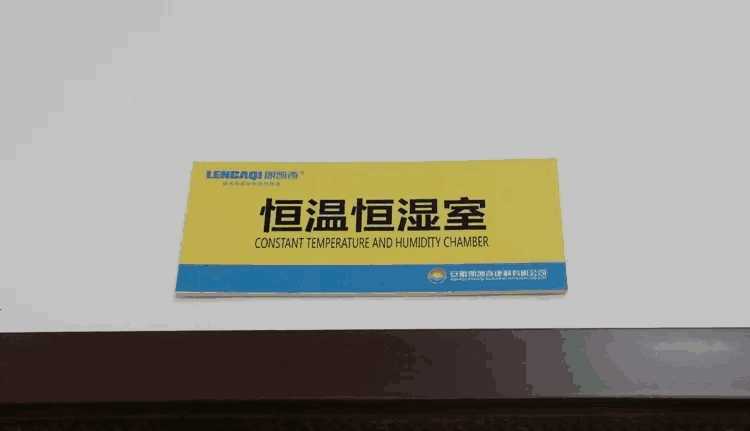 LENCAQI 朗凯奇®
恒温恒湿室
CONSTANT TEMPERATURE AND HUMIDITY CHAMBER
安徽朗凯奇建材有限公司